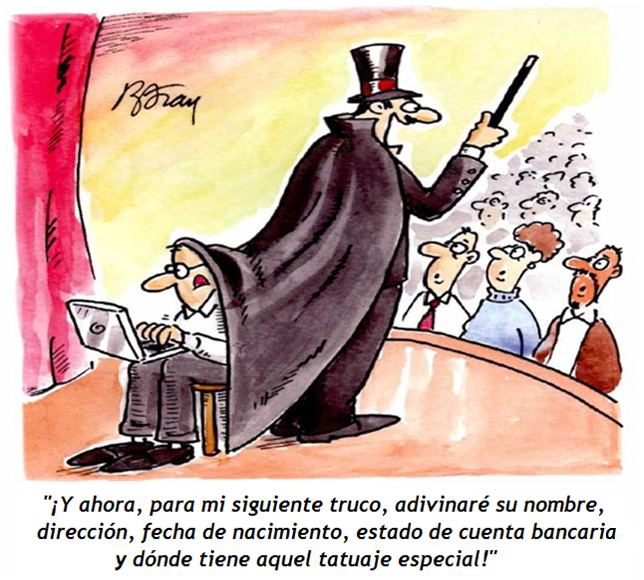 "¡Y ahora, para mi siguiente truco, adivinaré su nombre,
dirección, fecha de nacimiento, estado de cuenta bancaria
y dónde tiene aquel tatuaje especial!"